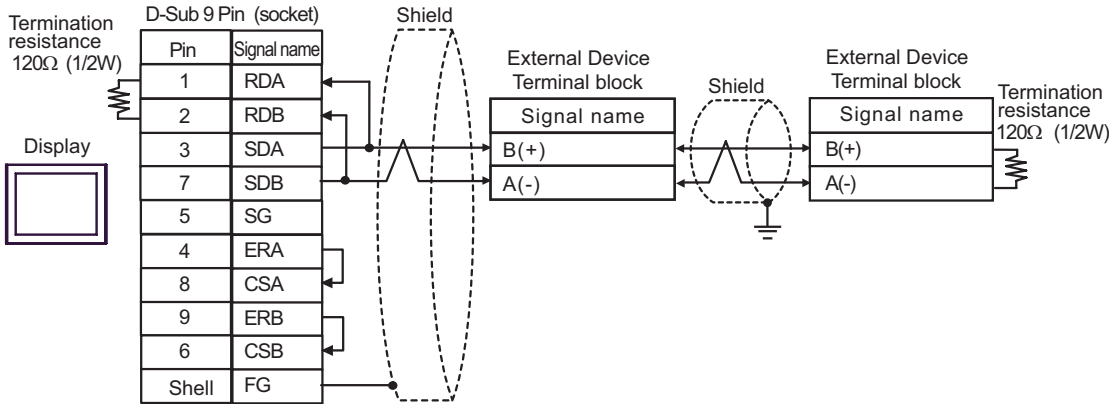 D-Sub 9 Pin (socket)
Termination
resistance
120Ω (1/2W)
Pin Signal name
1 RDA
2 RDB
3 SDA
7 SDB
5 SG
4 ERA
8 CSA
9 ERB
6 CSB
Shell FG
Display
Shield
External Device
Terminal block
Signal name
B(+)
A(-)
Shield
External Device
Terminal block
Signal name
B(+)
A(-)
Termination
resistance
120Ω (1/2W)